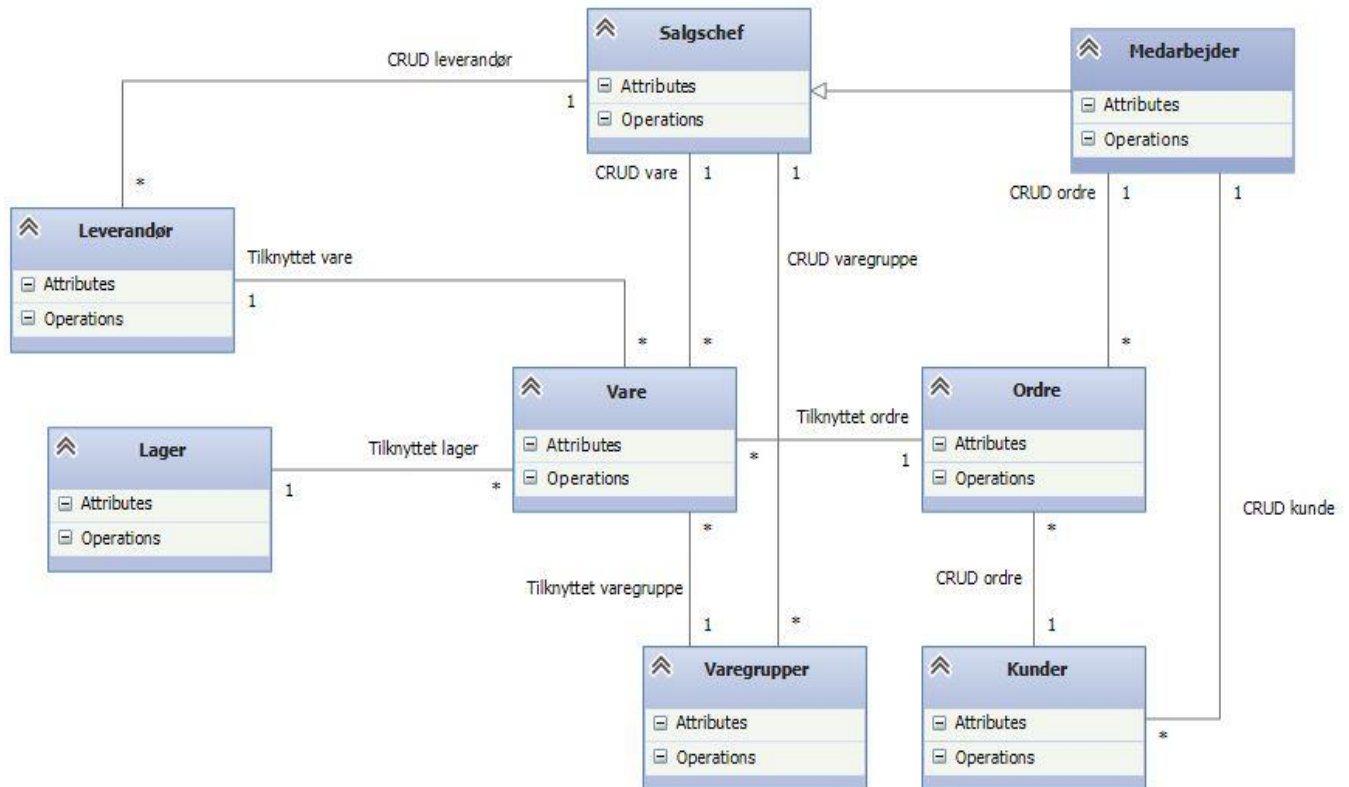 Salgschef
Attributes
Operations
Medarbejder
Attributes
Operations
CRUD leverandør
1
*
CRUD vare
1
1
CRUD ordre
1
1
Leverandør
Attributes
Operations
Tilknyttet vare
1
CRUD varegruppe
*
*
*
Vare
Attributes
Operations
Ordre
Attributes
Operations
Tilknyttet ordre
*
1
Lager
Attributes
Operations
Tilknyttet lager
1
*
CRUD kunde
*
*
Tilknyttet varegruppe
CRUD ordre
1
*
1
Varegrupper
Attributes
Operations
Kunder
Attributes
Operations
*